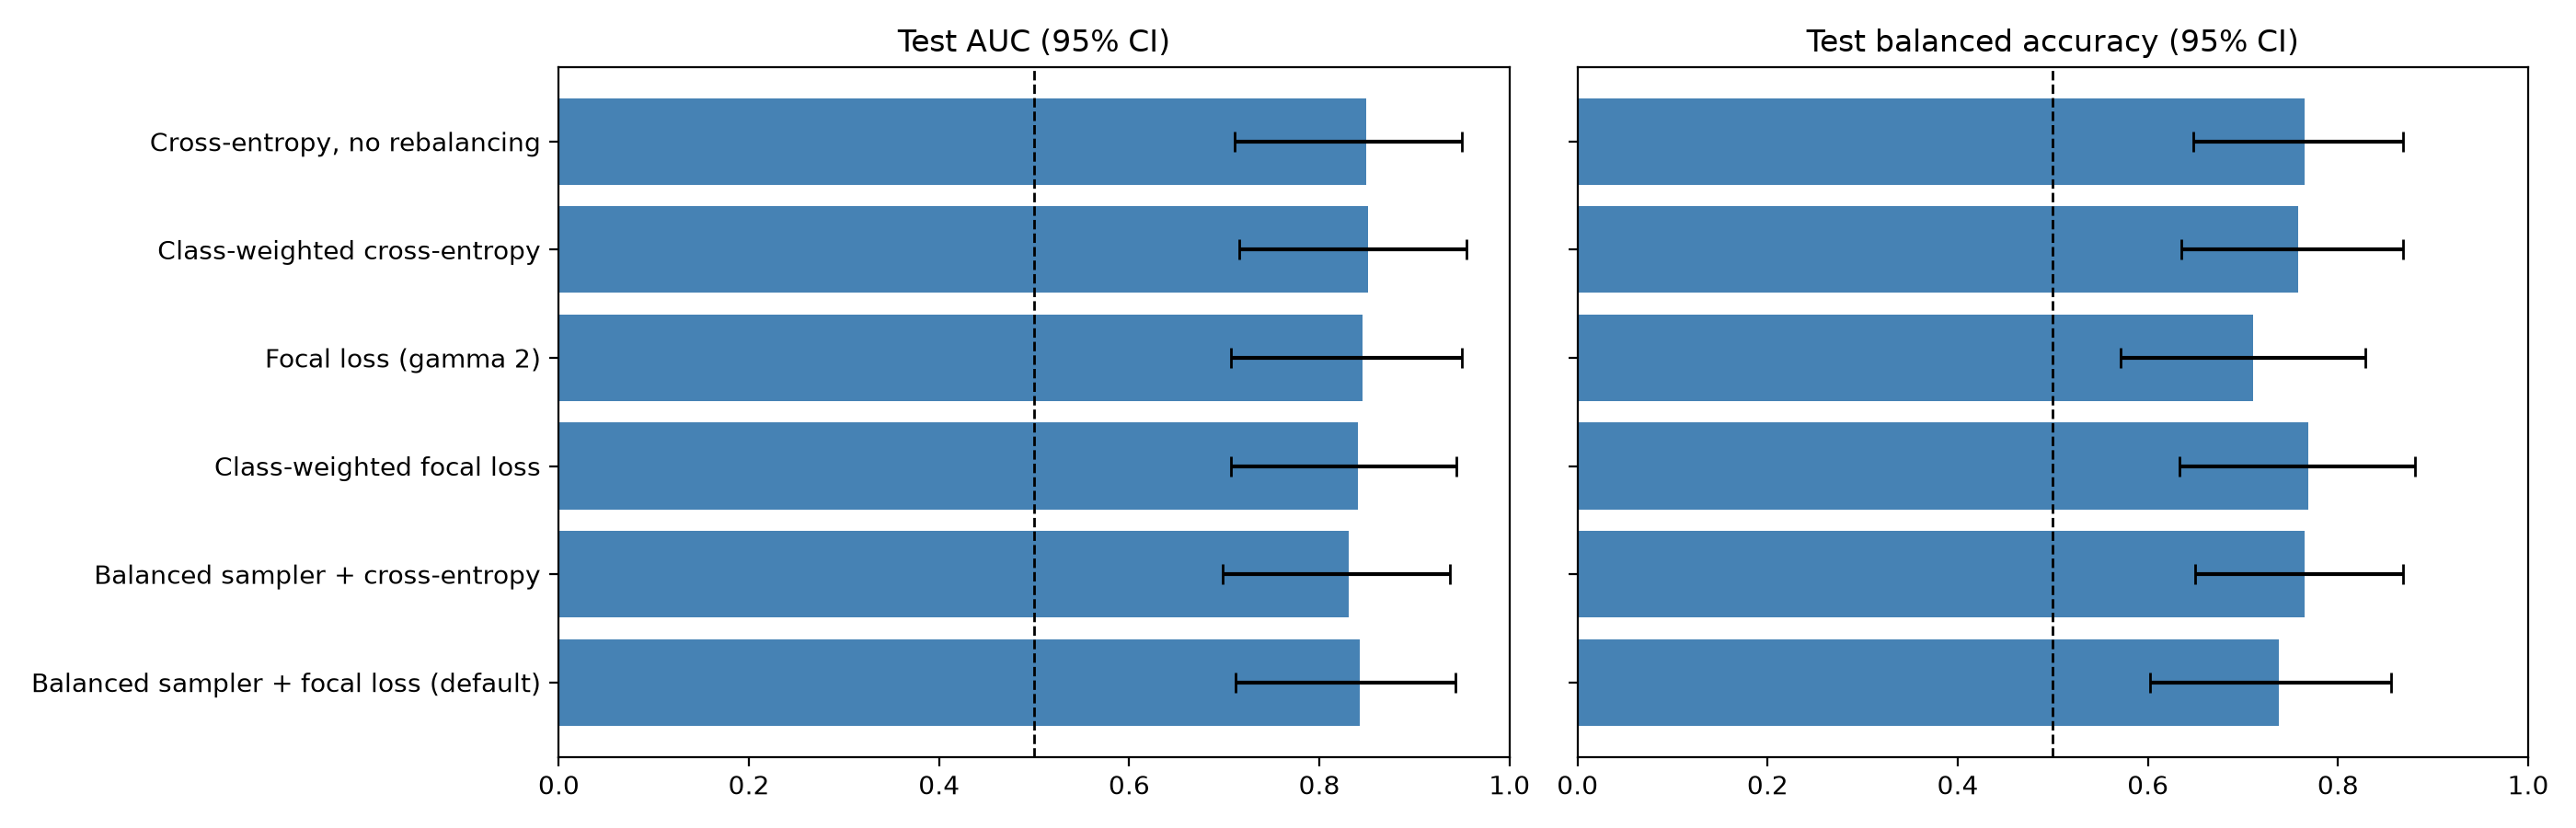 Test AUC (95% CI)
Test balanced accuracy (95% CI)
Cross-entropy, no rebalancing
Class-weighted cross-entropy
Focal loss (gamma 2)
Class-weighted focal loss
Balanced sampler + cross-entropy
Balanced sampler + focal loss (default)
0.0 0.2 0.4 0.6 0.8 1.0
0.0 0.2 0.4 0.6 0.8 1.0